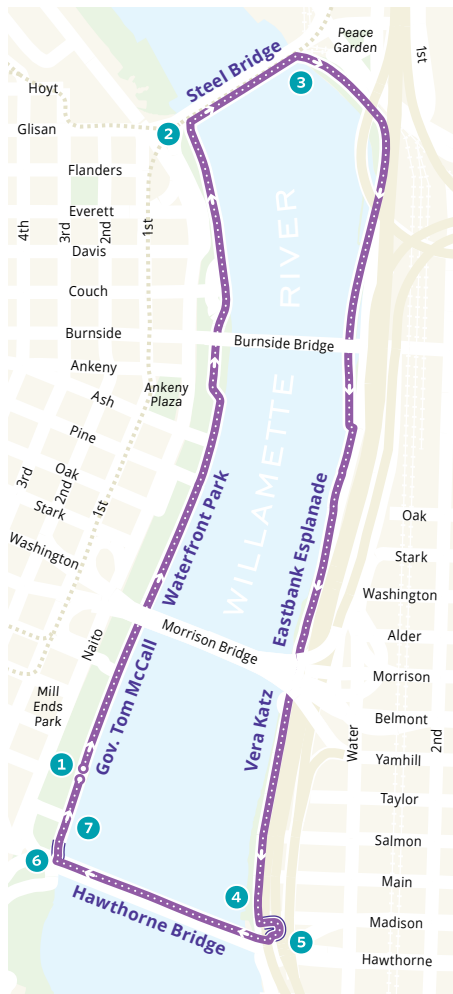 Peace
Garden
1st
Steel Bridge
3
Hoyt
Glisan
2
Flanders
Everett
4th
3rd
2nd
1st
Davis
Couch
RIVER
Burnside
Burnside Bridge
Ankeny
Ankeny
Plaza
Ash
Pine
WILLAMETTE
Oak
3rd
2nd
1st
Stark
Washington
Waterfront Park
Eastbank Esplanade
Oak
Stark
Washington
Alder
Morrison
Belmont
Yamhill
Taylor
Salmon
Main
Madison
Hawthorne
Water
2nd
Morrison Bridge
Naito
Gov. Tom McCall
Mill
Ends
Park
Vera Katz
1
7
6
4
5
Hawthorne Bridge